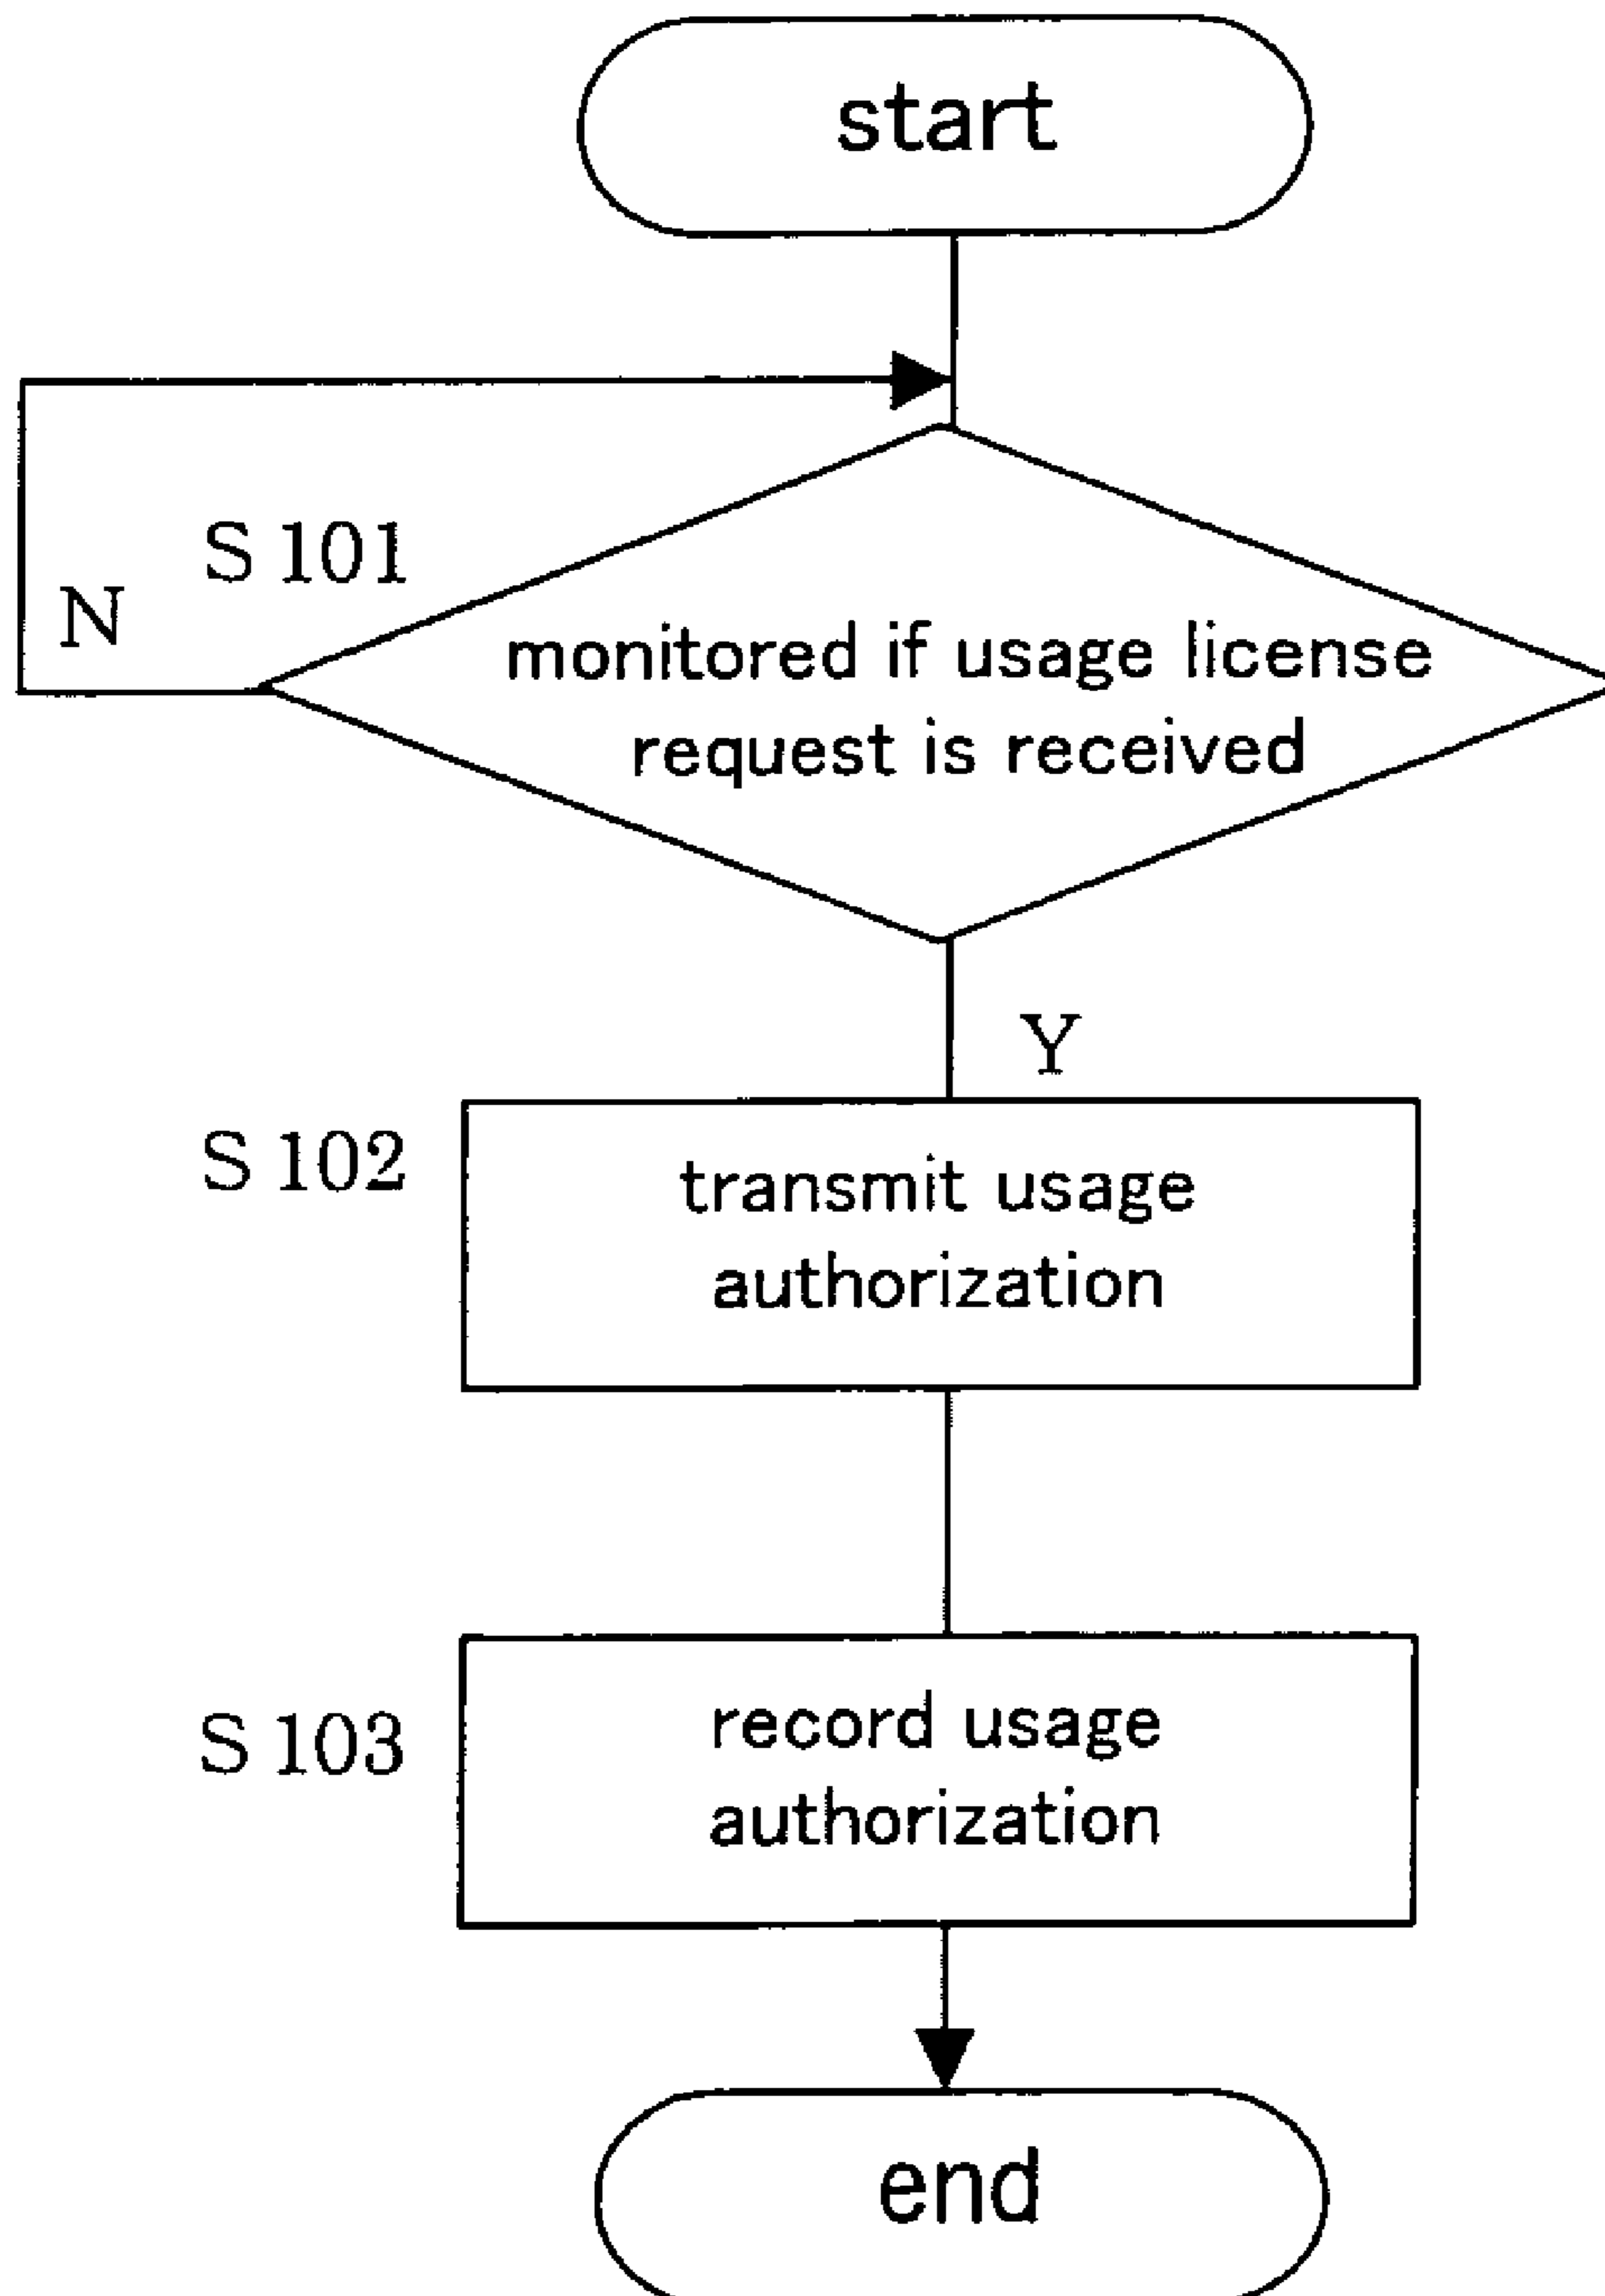 start
S 101
N
monitored if usage license
request is received
Y
S 102
transmit usage
authorization
S 103
record usage
authorization
end